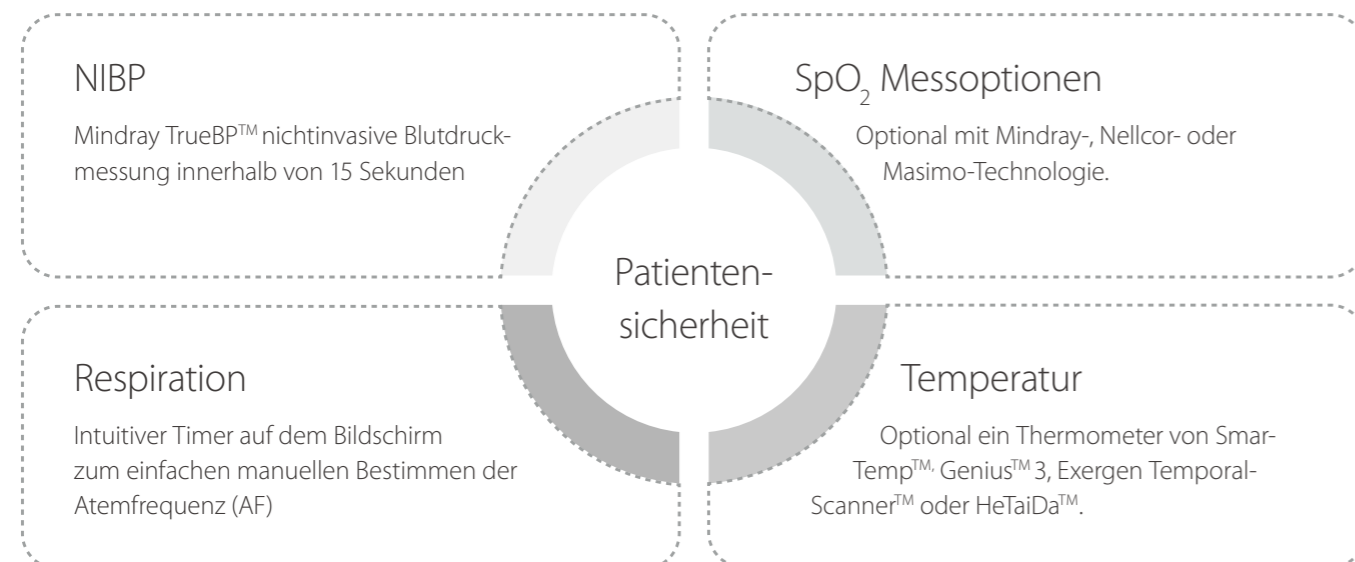 NIBP
Mindray TrueBP™ nichtinvasive Blutdruck-
messung innerhalb von 15 Sekunden
SpO₂ Messoptionen
Optional mit Mindray-, Nellcor- oder
Masimo-Technologie.
Patienten-
sicherheit
Respiration
Intuitiver Timer auf dem Bildschirm
zum einfachen manuellen Bestimmen der
Atemfrequenz (AF)
Temperatur
Optional ein Thermometer von Smar-
Temp™, Genius™ 3, Exergen Temporal-
Scanner™ oder HeTaiDa™.